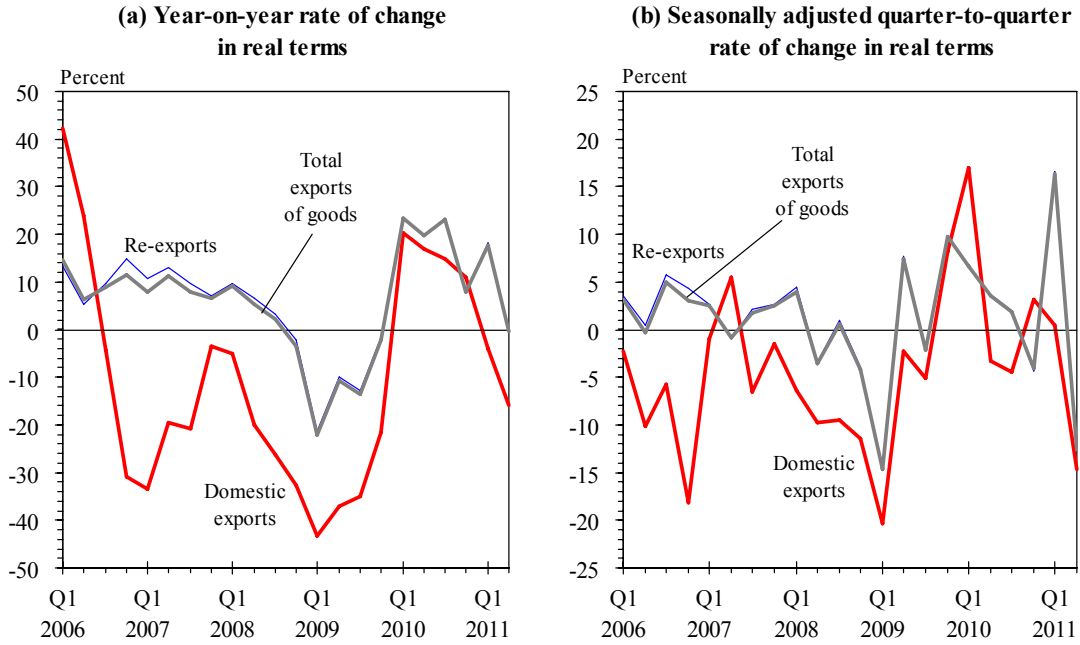 (a) Year-on-year rate of change
in real terms
Percent
50
40
30
20
10
0
-10
-20
-30
-40
-50
Total
exports
of goods
Re-exports
Domestic
exports
Q1 Q1 Q1 Q1 Q1 Q1
2006 2007 2008 2009 2010 2011
(b) Seasonally adjusted quarter-to-quarter
rate of change in real terms
Percent
25
20
15
10
5
0
-5
-10
-15
-20
-25
Total
exports
of goods
Re-exports
Domestic
exports
Q1 Q1 Q1 Q1 Q1 Q1
2006 2007 2008 2009 2010 2011